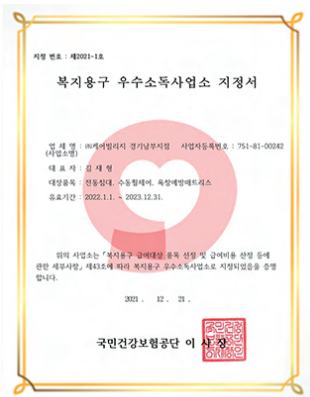 지정 번호 : 제2021-1호
복지용구 우수소독사업소 지정서
업 체 명 : ㈜케어빌리지 경기남부지점 사업자등록번호 : 751-81-00242
(사업소명)
대 표 자 : 김 재 형
대상품목 : 전동침대, 수동휠체어, 욕창예방매트리스
유효기간 : 2022.1.1. ~ 2023.12.31.
위의 사업소는 「복지용구 급여대상 품목 선정 및 급여비용 산정 등에
관한 세부사항」 제43호에 따라 복지용구 우수소독사업소로 지정되었음을 증명
합니다.
2021. 12. 21.
국민건강보험공단 이 사 장